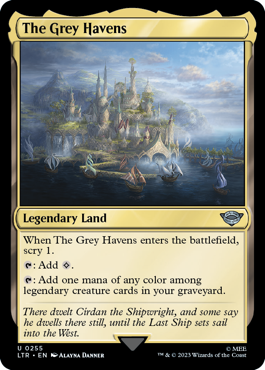 The Grey Havens
Legendary Land
When The Grey Havens enters the battlefield,
scry 1.
: Add .
: Add one mana of any color among
legendary creature cards in your graveyard.
There dwelt Círdan the Shipwright, and some say
he dwells there still, until the Last Ship sets sail
into the West.
U 0255
LTR • EN ALAYNA DANNER
© MEE
™ & © 2023 Wizards of the Coast